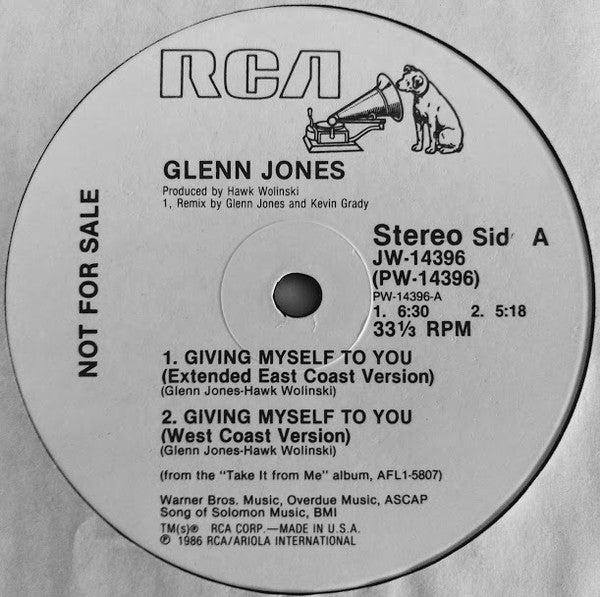 RCA
GLENN JONES
Produced by Hawk Wolinski
1, Remix by Glenn Jones and Kevin Grady
NOT FOR SALE
Stereo Sid A
JW-14396
(PW-14396)
PW-14396-A
1. 6:30 2. 5:18
33⅓ RPM
1. GIVING MYSELF TO YOU
(Extended East Coast Version)
(Glenn Jones-Hawk Wolinski)
2. GIVING MYSELF TO YOU
(West Coast Version)
(Glenn Jones-Hawk Wolinski)
(from the "Take It from Me" album, AFL1-5807)
Warner Bros. Music, Overdue Music, ASCAP
Song of Solomon Music, BMI
TM(s)® RCA CORP.—MADE IN U.S.A.
℗ 1986 RCA/ARIOLA INTERNATIONAL